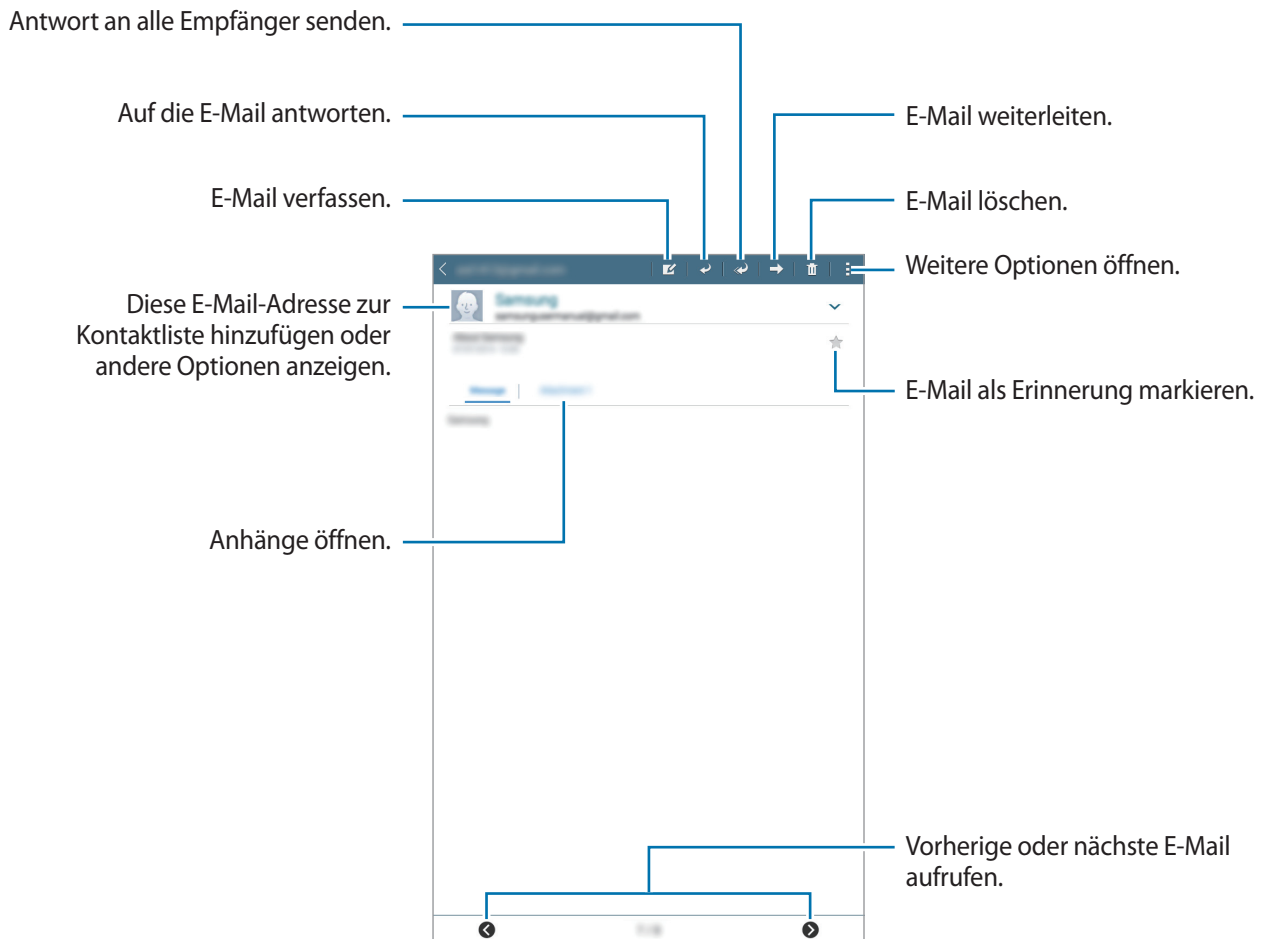 Antwort an alle Empfänger senden.
Auf die E-Mail antworten.
E-Mail weiterleiten.
E-Mail verfassen.
E-Mail löschen.
Weitere Optionen öffnen.
Diese E-Mail-Adresse zur
Kontaktliste hinzufügen oder
andere Optionen anzeigen.
Samsung
E-Mail als Erinnerung markieren.
Samsung
Anhänge öffnen.
Vorherige oder nächste E-Mail
aufrufen.